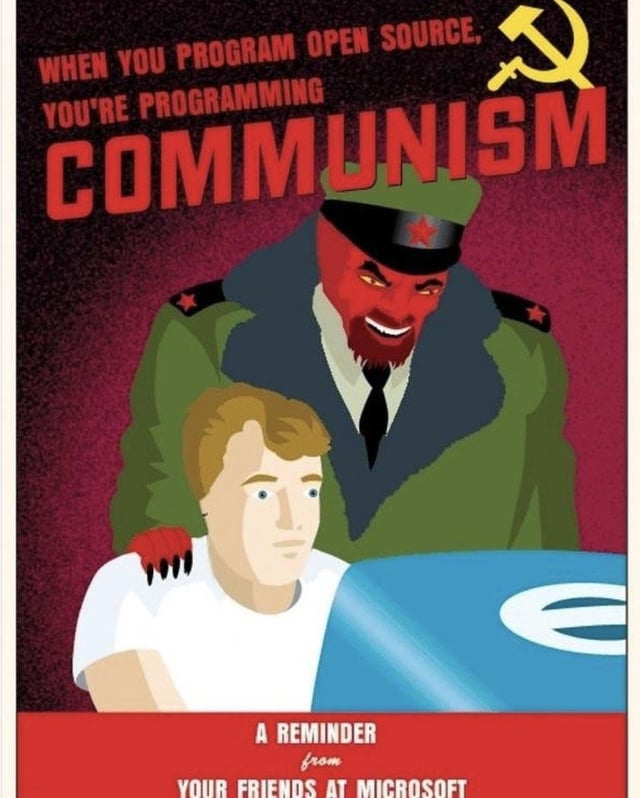 WHEN YOU PROGRAM OPEN SOURCE,
YOU'RE PROGRAMMING
COMMUNISM
A REMINDER
from
YOUR FRIENDS AT MICROSOFT